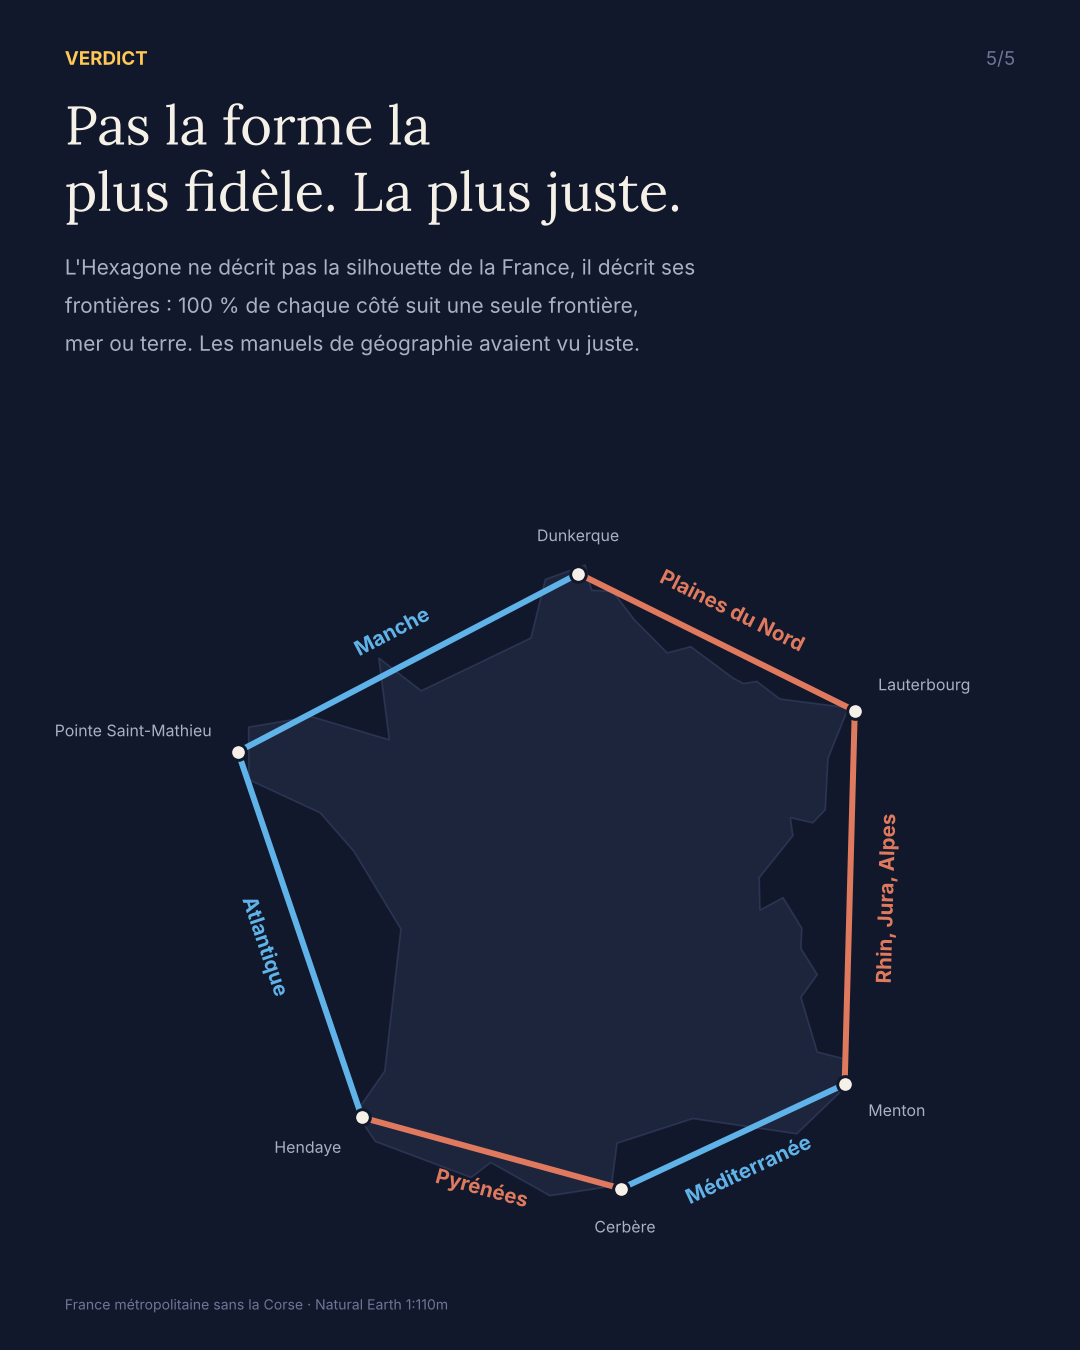 VERDICT
5/5
Pas la forme la
plus fidèle. La plus juste.
L'Hexagone ne décrit pas la silhouette de la France, il décrit ses
frontières : 100 % de chaque côté suit une seule frontière,
mer ou terre. Les manuels de géographie avaient vu juste.
Dunkerque
Plaines du Nord
Manche
Lauterbourg
Pointe Saint-Mathieu
Rhin, Jura, Alpes
Atlantique
Menton
Hendaye
Méditerranée
Pyrénées
Cerbère
France métropolitaine sans la Corse · Natural Earth 1:110m